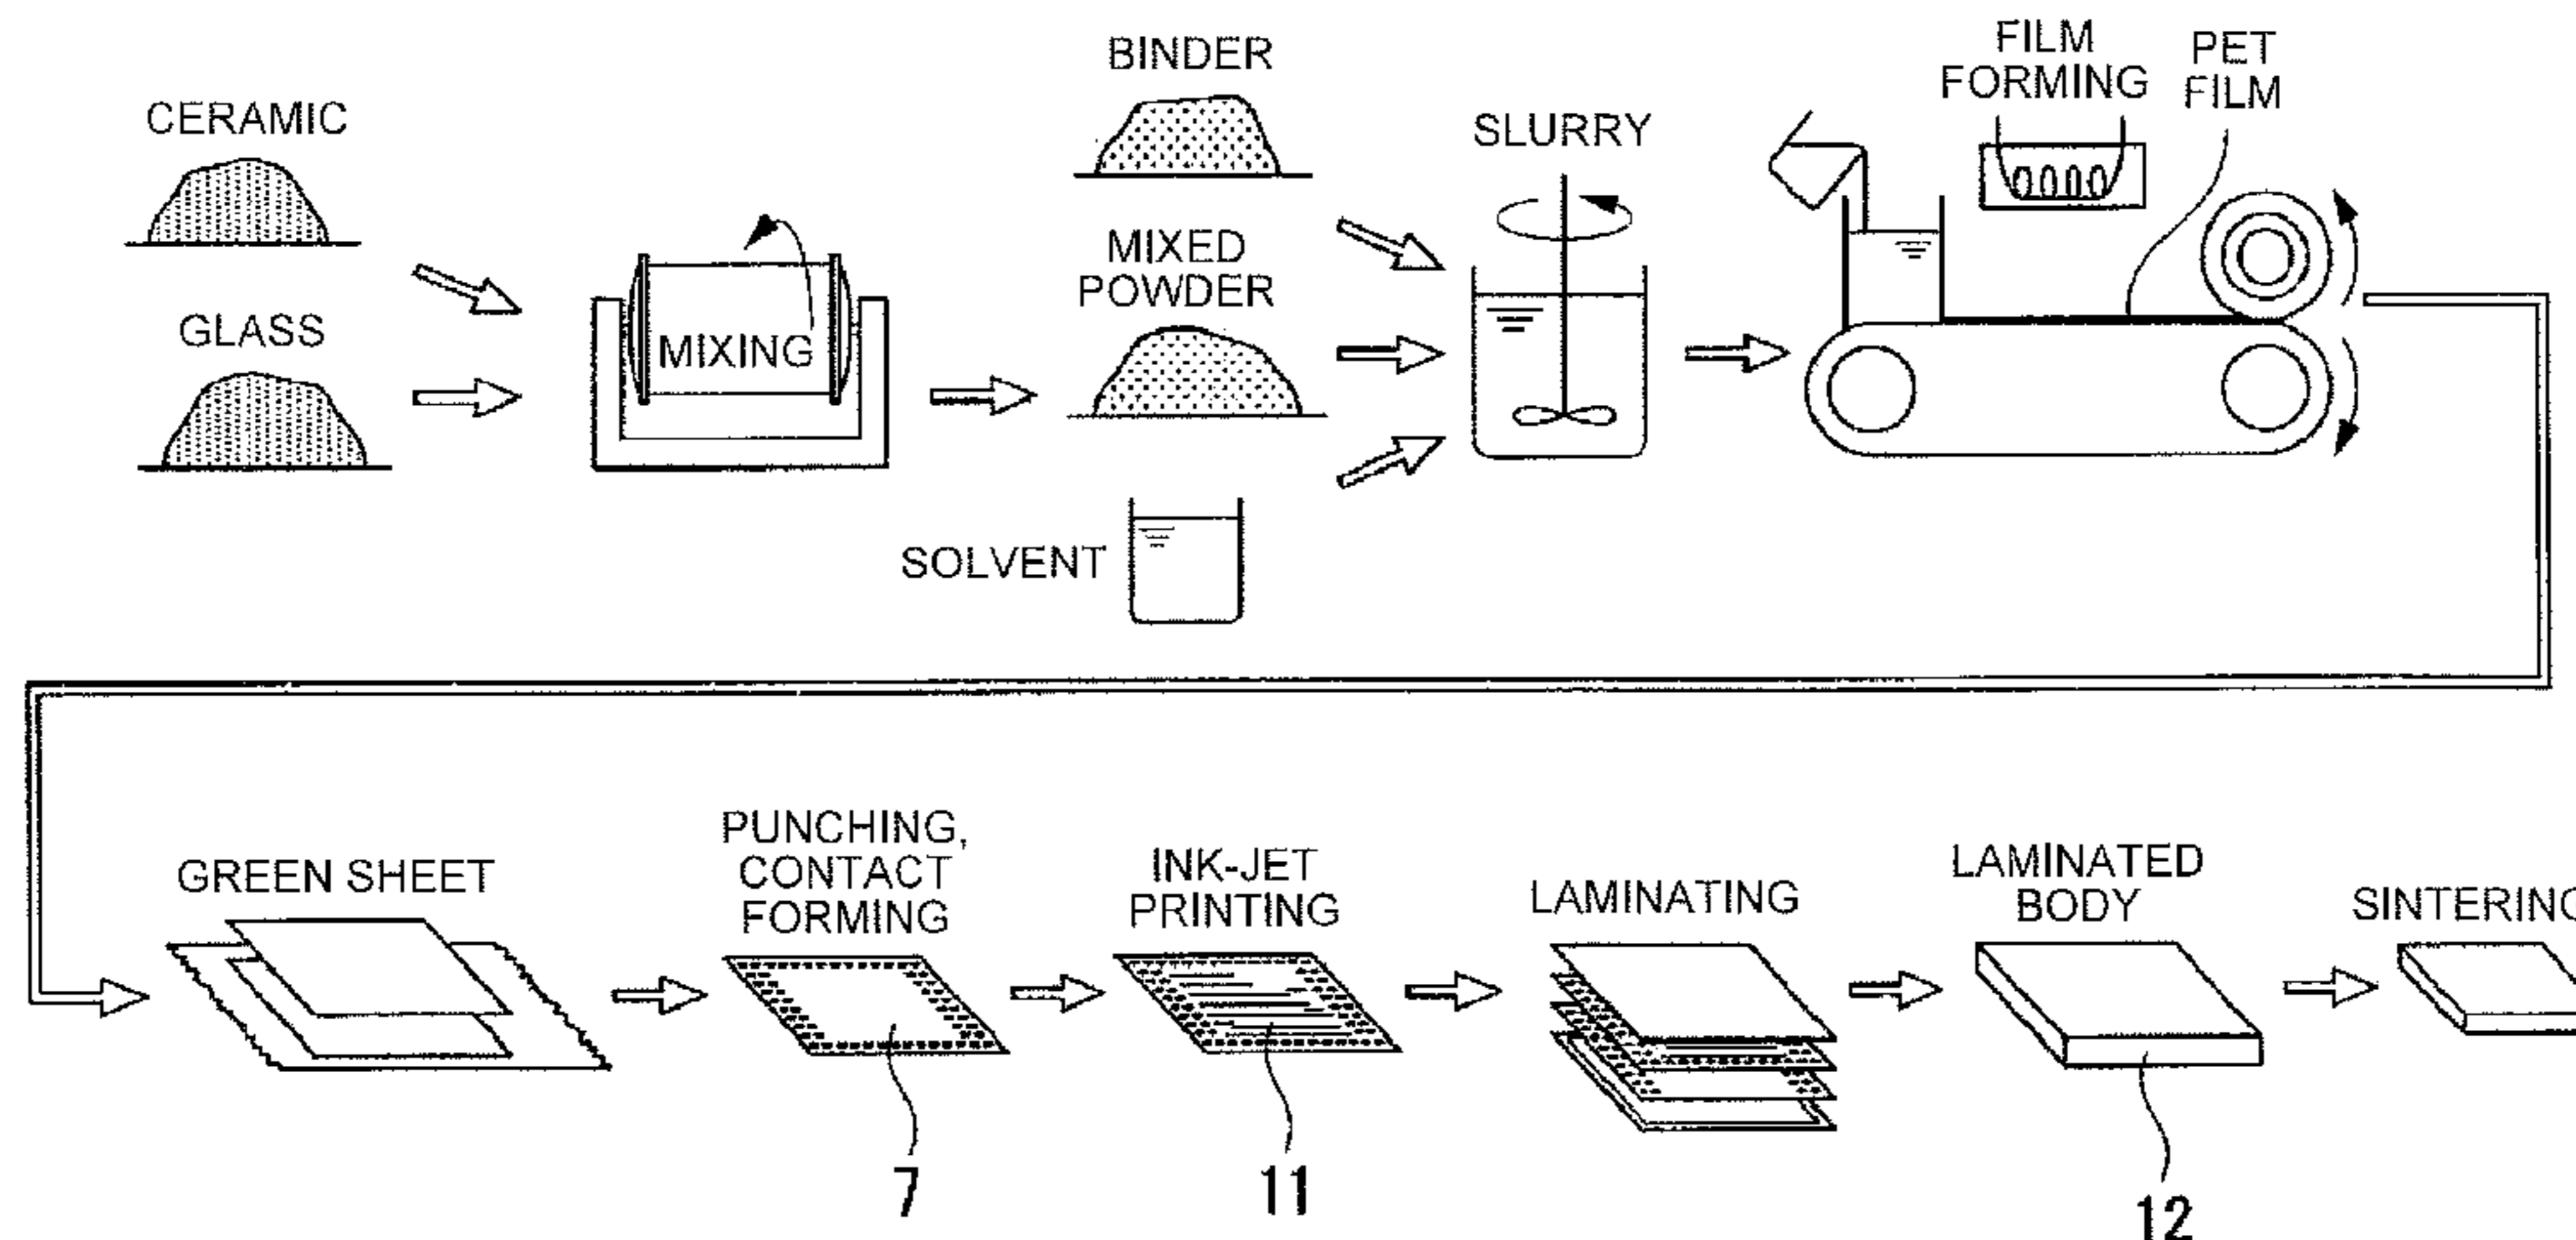 CERAMIC
GLASS
MIXING
BINDER
MIXED
POWDER
SOLVENT
SLURRY
FILM
FORMING
PET
FILM
GREEN SHEET
PUNCHING,
CONTACT
FORMING
7
INK-JET
PRINTING
11
LAMINATING
LAMINATED
BODY
12
SINTERING